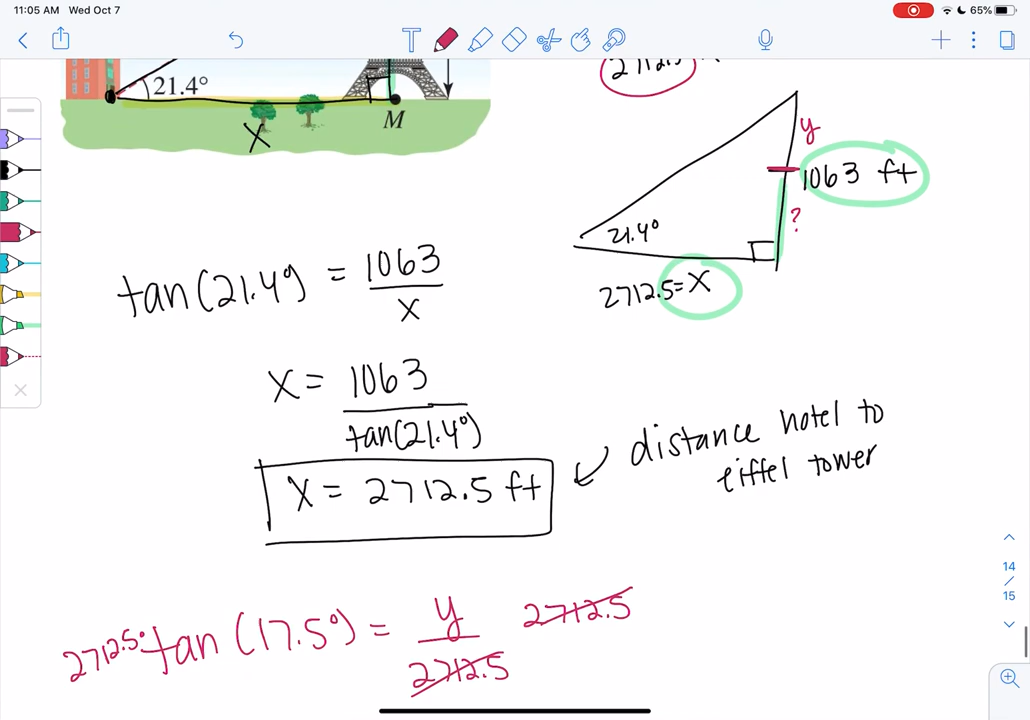 11:05 AM Wed Oct 7
65%
T
21.4°
X
M
y
1063 ft
?
21.4°
2712.5=X
tan(21.4°) = 1063
X
X = 1063
tan(21.4°)
X = 2712.5 ft
distance hotel to
eiffel tower
2712.5• tan (17.5°) = y 2712.5
2712.5
14
/
15